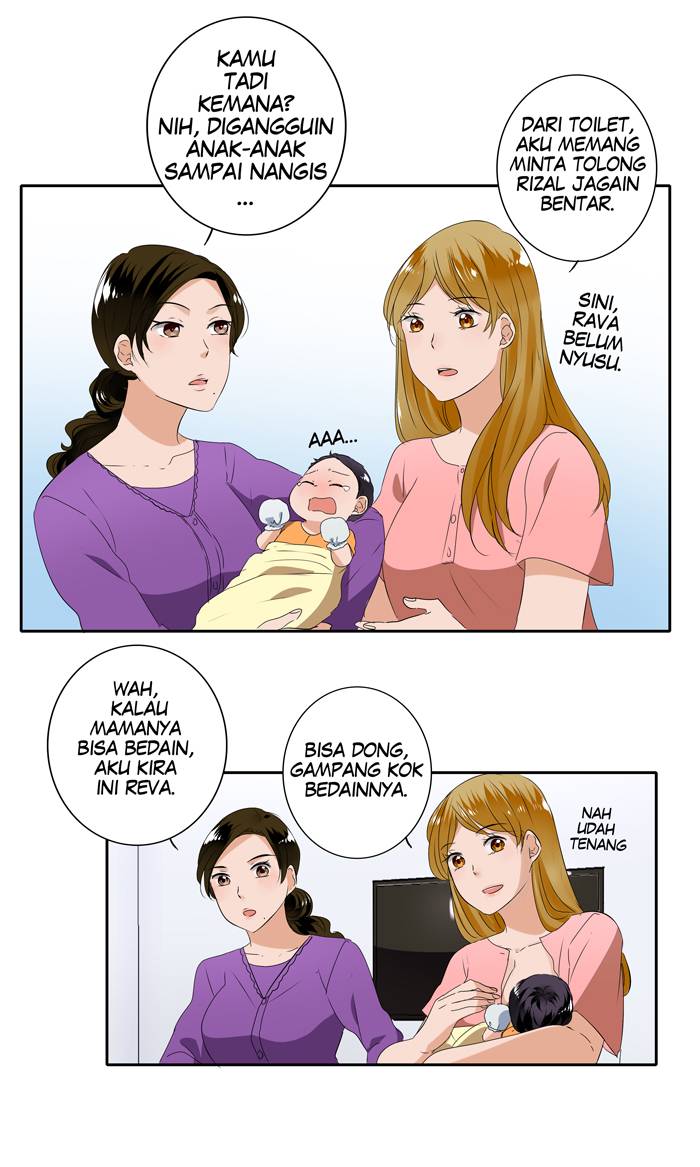 KAMU
TADI
KEMANA?
NIH, DIGANGGUIN
ANAK-ANAK
SAMPAI NANGIS
...
DARI TOILET,
AKU MEMANG
MINTA TOLONG
RIZAL JAGAIN
BENTAR.
SINI,
RAVA
BELUM
NYUSU.
AAA...
WAH,
KALAU
MAMANYA
BISA BEDAIN,
AKU KIRA
INI REVA.
BISA DONG,
GAMPANG KOK
BEDAINNYA.
NAH
UDAH
TENANG